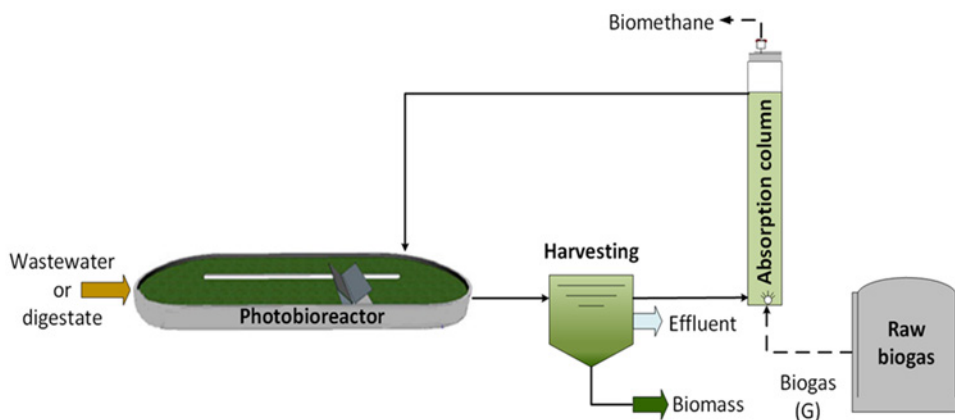 Biomethane
Absorption column
Harvesting
Wastewater
or
digestate
Photobioreactor
Effluent
Raw
biogas
Biogas
(G)
Biomass